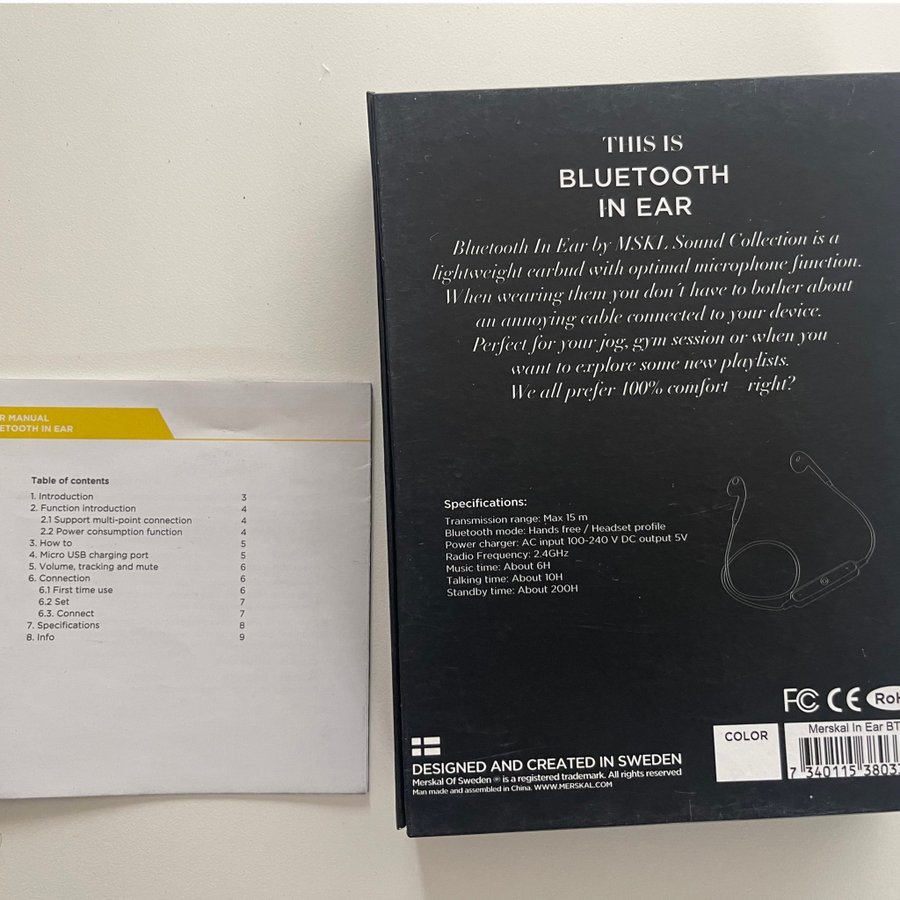 R MANUAL
ETOOTH IN EAR
Table of contents
1. Introduction 3
2. Function introduction 4
2.1 Support multi-point connection 4
2.2 Power consumption function 4
3. How to 5
4. Micro USB charging port 5
5. Volume, tracking and mute 6
6. Connection 6
6.1 First time use 6
6.2 Set 7
6.3. Connect 7
7. Specifications 8
8. Info 9
THIS IS
BLUETOOTH
IN EAR
Bluetooth In Ear by MSKL Sound Collection is a
lightweight earbud with optimal microphone function.
When wearing them you don´t have to bother about
an annoying cable connected to your device.
Perfect for your jog, gym session or when you
want to explore some new playlists.
We all prefer 100% comfort – right?
Specifications:
Transmission range: Max 15 m
Bluetooth mode: Hands free / Headset profile
Power charger: AC input 100-240 V DC output 5V
Radio Frequency: 2.4GHz
Music time: About 6H
Talking time: About 10H
Standby time: About 200H
FC CE RoH
DESIGNED AND CREATED IN SWEDEN
Merskal Of Sweden ® is a registered trademark. All rights reserved
Man made and assembled in China. WWW.MERSKAL.COM
COLOR
Merskal In Ear BT
7 340115 3803